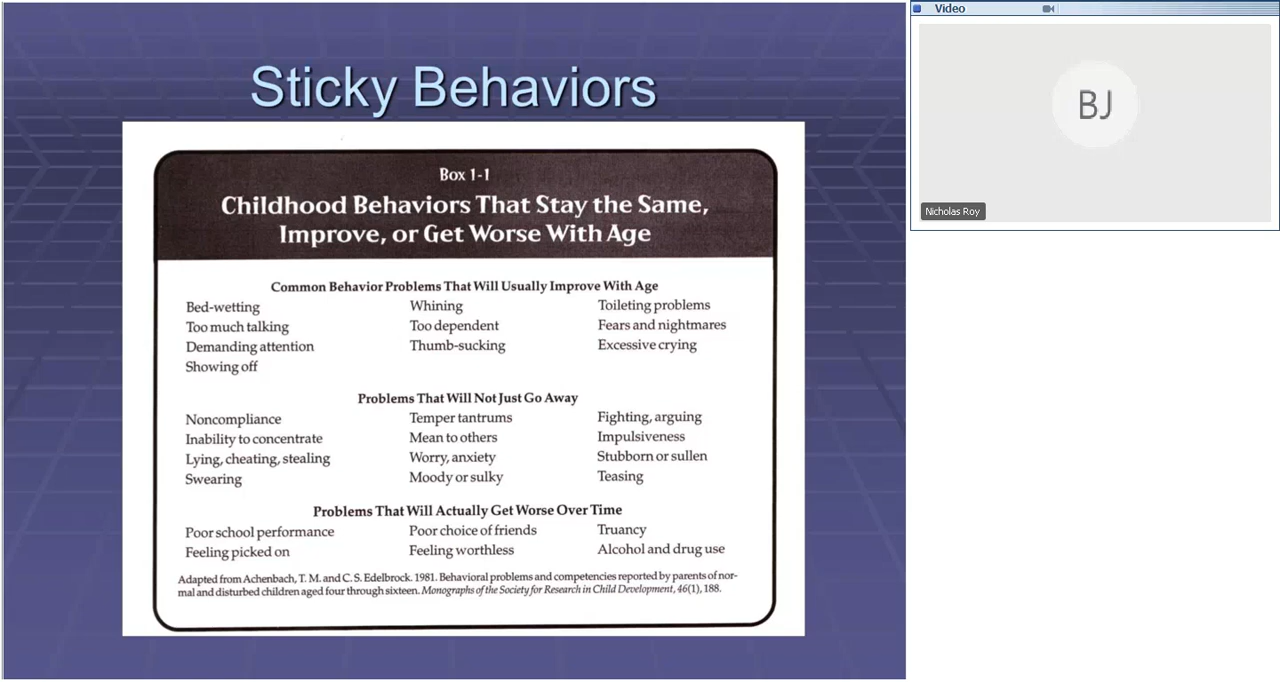 Sticky Behaviors
Box 1-1
Childhood Behaviors That Stay the Same,
Improve, or Get Worse With Age
Common Behavior Problems That Will Usually Improve With Age
Bed-wetting Whining Toileting problems
Too much talking Too dependent Fears and nightmares
Demanding attention Thumb-sucking Excessive crying
Showing off
Problems That Will Not Just Go Away
Noncompliance Temper tantrums Fighting, arguing
Inability to concentrate Mean to others Impulsiveness
Lying, cheating, stealing Worry, anxiety Stubborn or sullen
Swearing Moody or sulky Teasing
Problems That Will Actually Get Worse Over Time
Poor school performance Poor choice of friends Truancy
Feeling picked on Feeling worthless Alcohol and drug use
Adapted from Achenbach, T. M. and C. S. Edelbrock. 1981. Behavioral problems and competencies reported by parents of nor-
mal and disturbed children aged four through sixteen. Monographs of the Society for Research in Child Development, 46(1), 188.
Video
BJ
Nicholas Roy